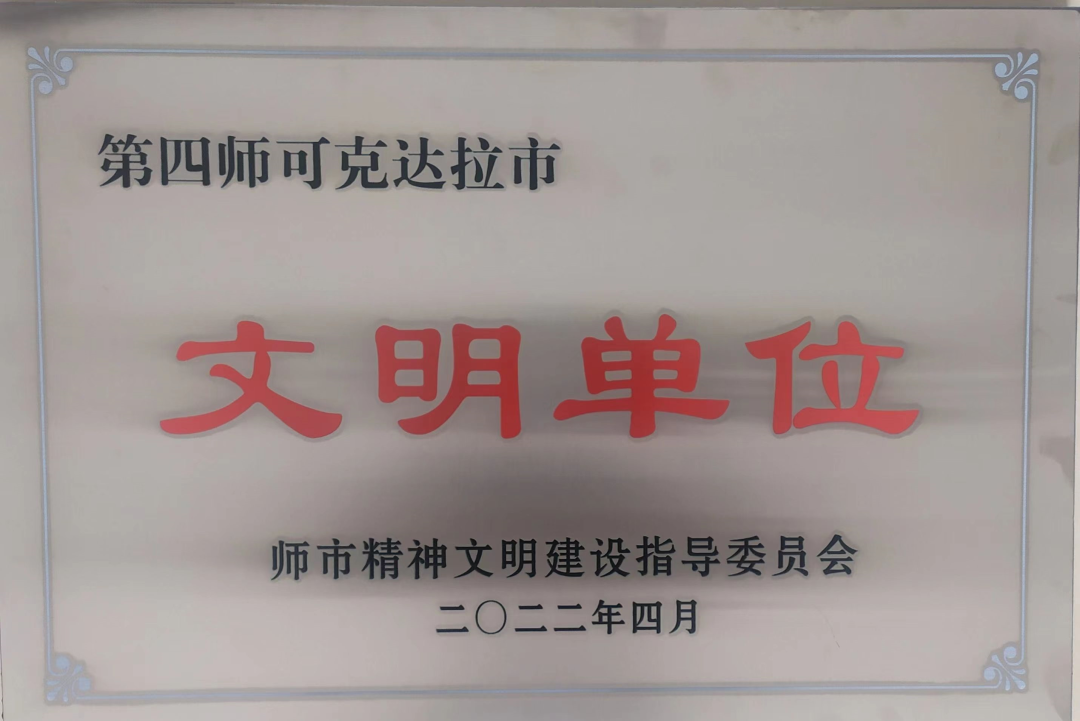 第四师可克达拉市
文明单位
师市精神文明建设指导委员会
二〇二二年四月